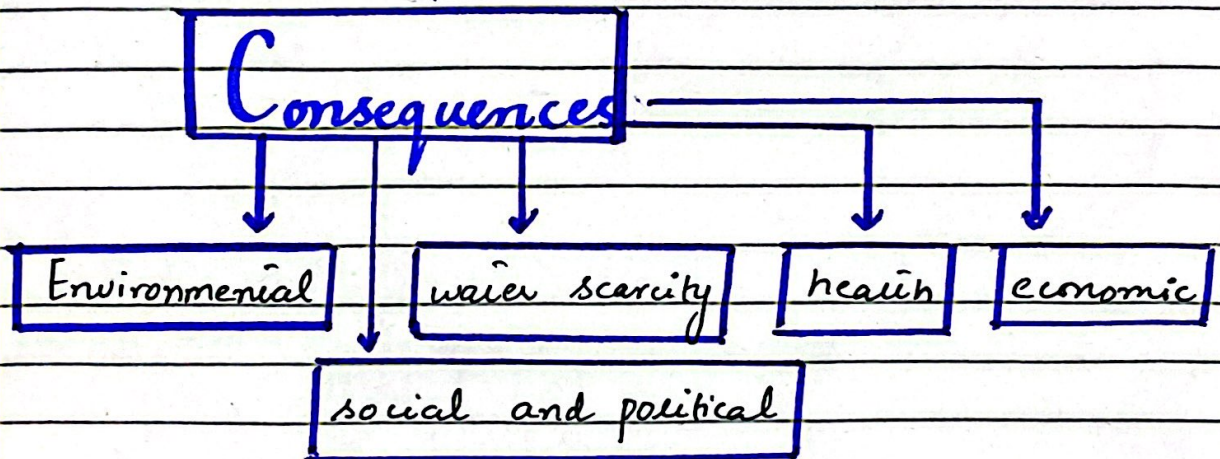 Consequences
Environmental water scarcity health economic
social and political